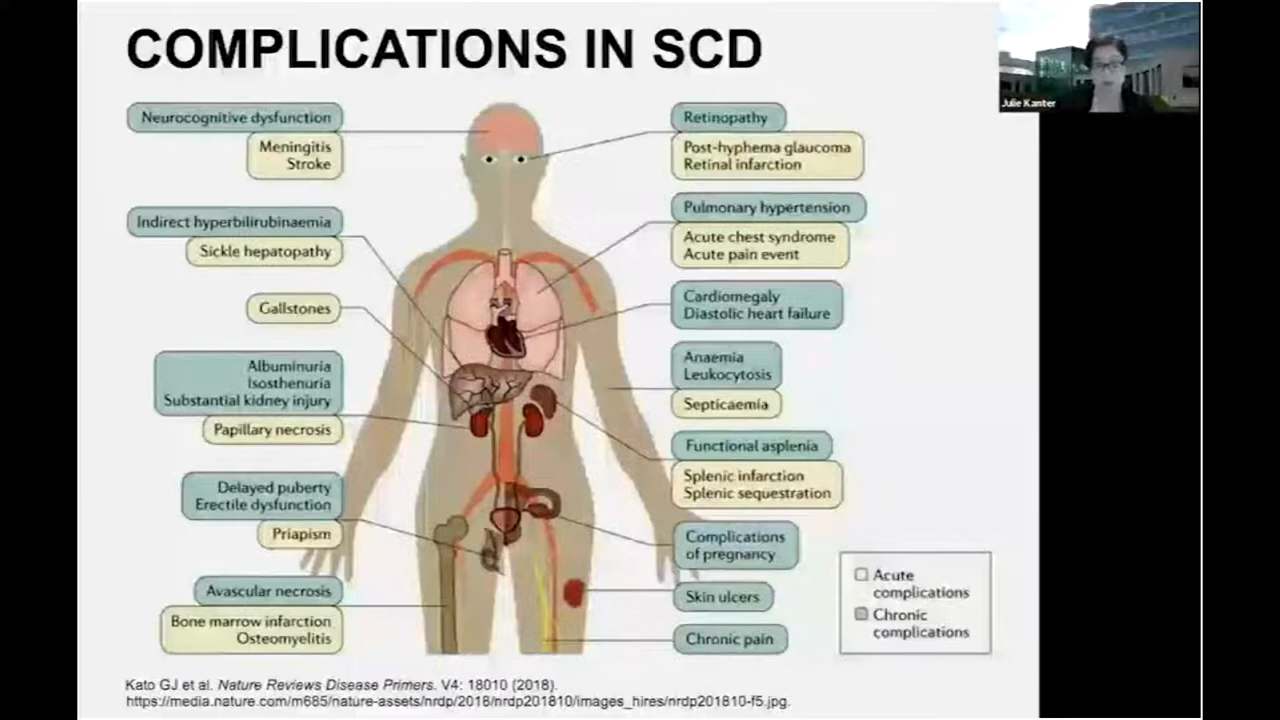 COMPLICATIONS IN SCD
Julie Kanter
Neurocognitive dysfunction
Meningitis
Stroke
Indirect hyperbilirubinaemia
Sickle hepatopathy
Gallstones
Albuminuria
Isosthenuria
Substantial kidney injury
Papillary necrosis
Delayed puberty
Erectile dysfunction
Priapism
Avascular necrosis
Bone marrow infarction
Osteomyelitis
Retinopathy
Post-hyphema glaucoma
Retinal infarction
Pulmonary hypertension
Acute chest syndrome
Acute pain event
Cardiomegaly
Diastolic heart failure
Anaemia
Leukocytosis
Septicaemia
Functional asplenia
Splenic infarction
Splenic sequestration
Complications
of pregnancy
Skin ulcers
Chronic pain
Acute
complications
Chronic
complications
Kato GJ et al. Nature Reviews Disease Primers. V4: 18010 (2018).
https://media.nature.com/m685/nature-assets/nrdp/2018/nrdp201810/images_hires/nrdp201810-f5.jpg.